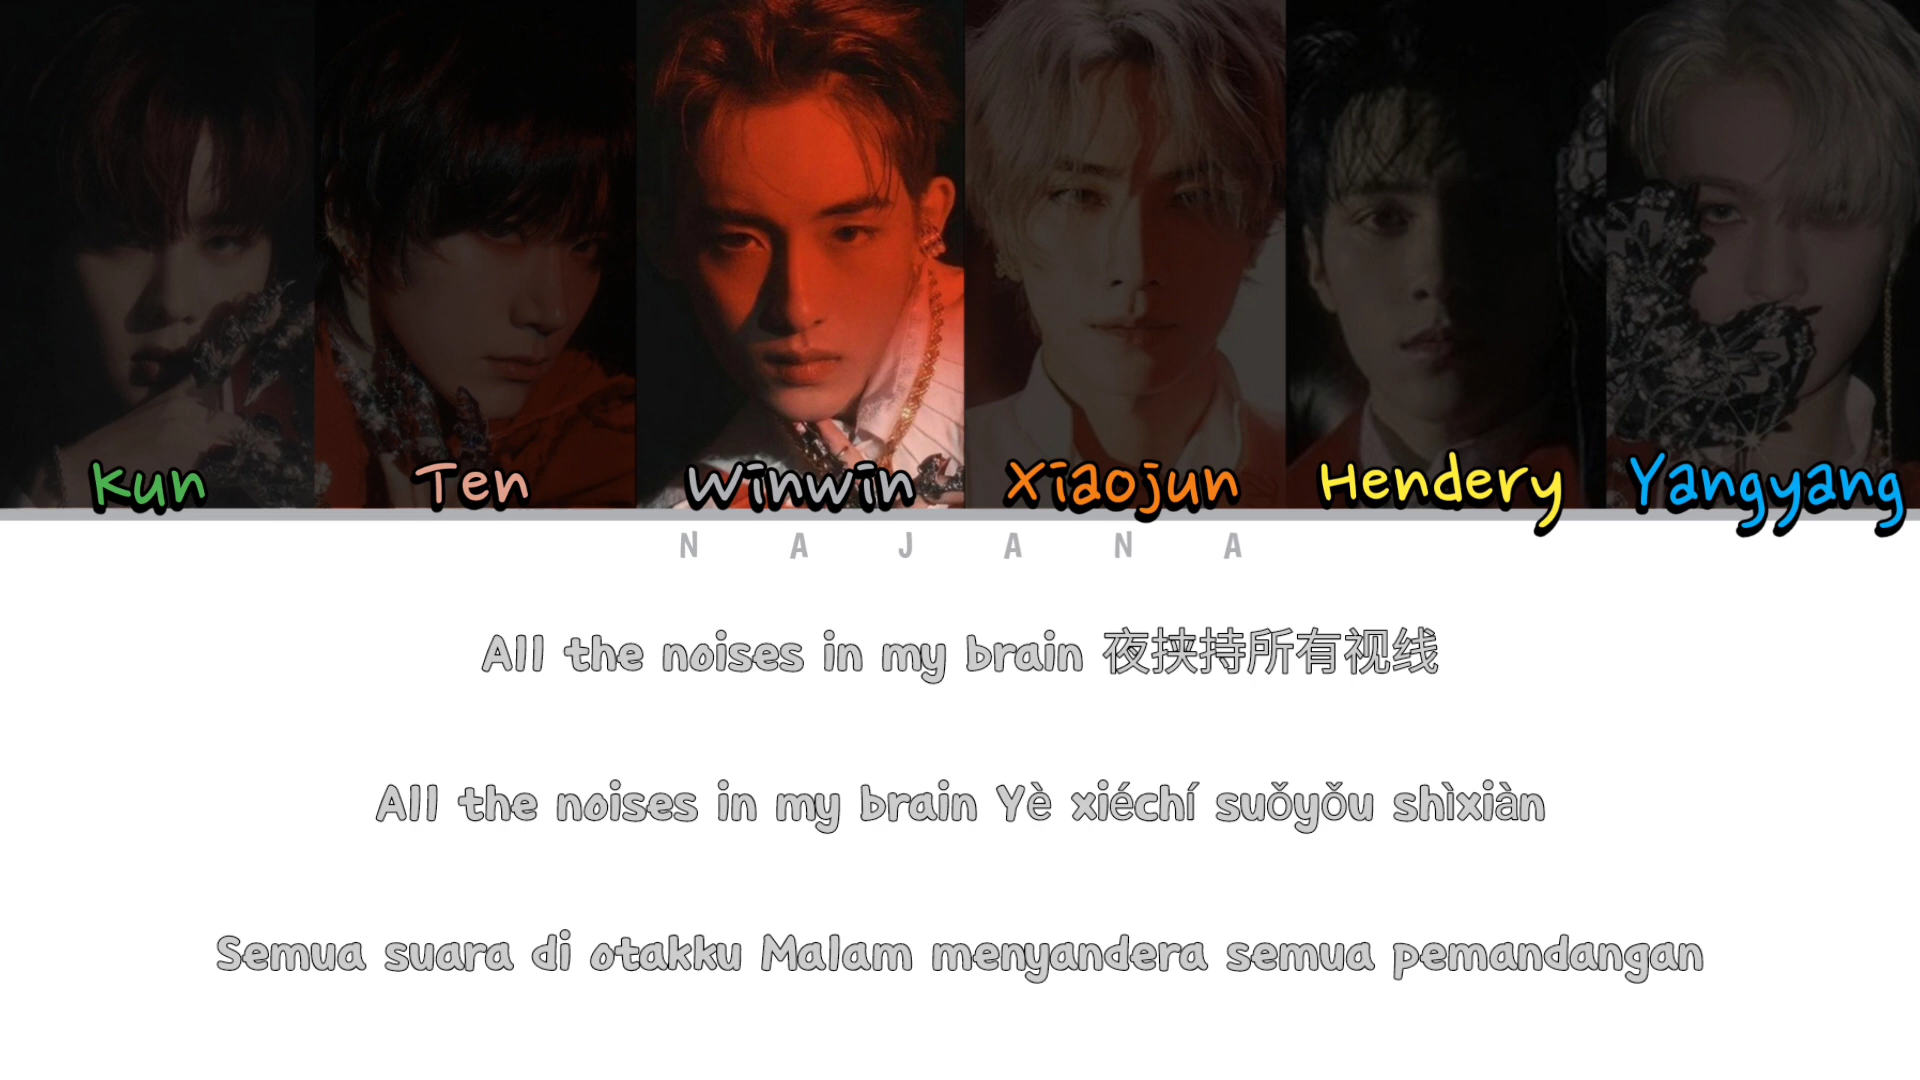 Kun Ten Winwin Xiaojun Hendery Yangyang
N A J A N A
All the noises in my brain 夜挟持所有视线
All the noises in my brain Yè xiéchí suǒyǒu shìxiàn
Semua suara di otakku Malam menyandera semua pemandangan